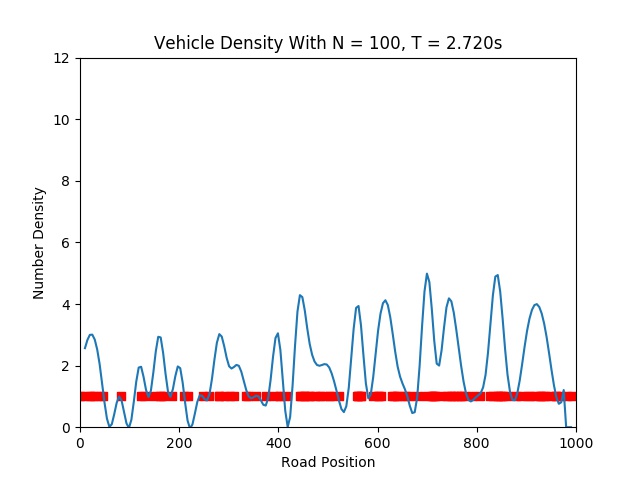 Vehicle Density With N = 100, T = 2.720s
12
10
8
6
4
2
0
Number Density
0 200 400 600 800 1000
Road Position